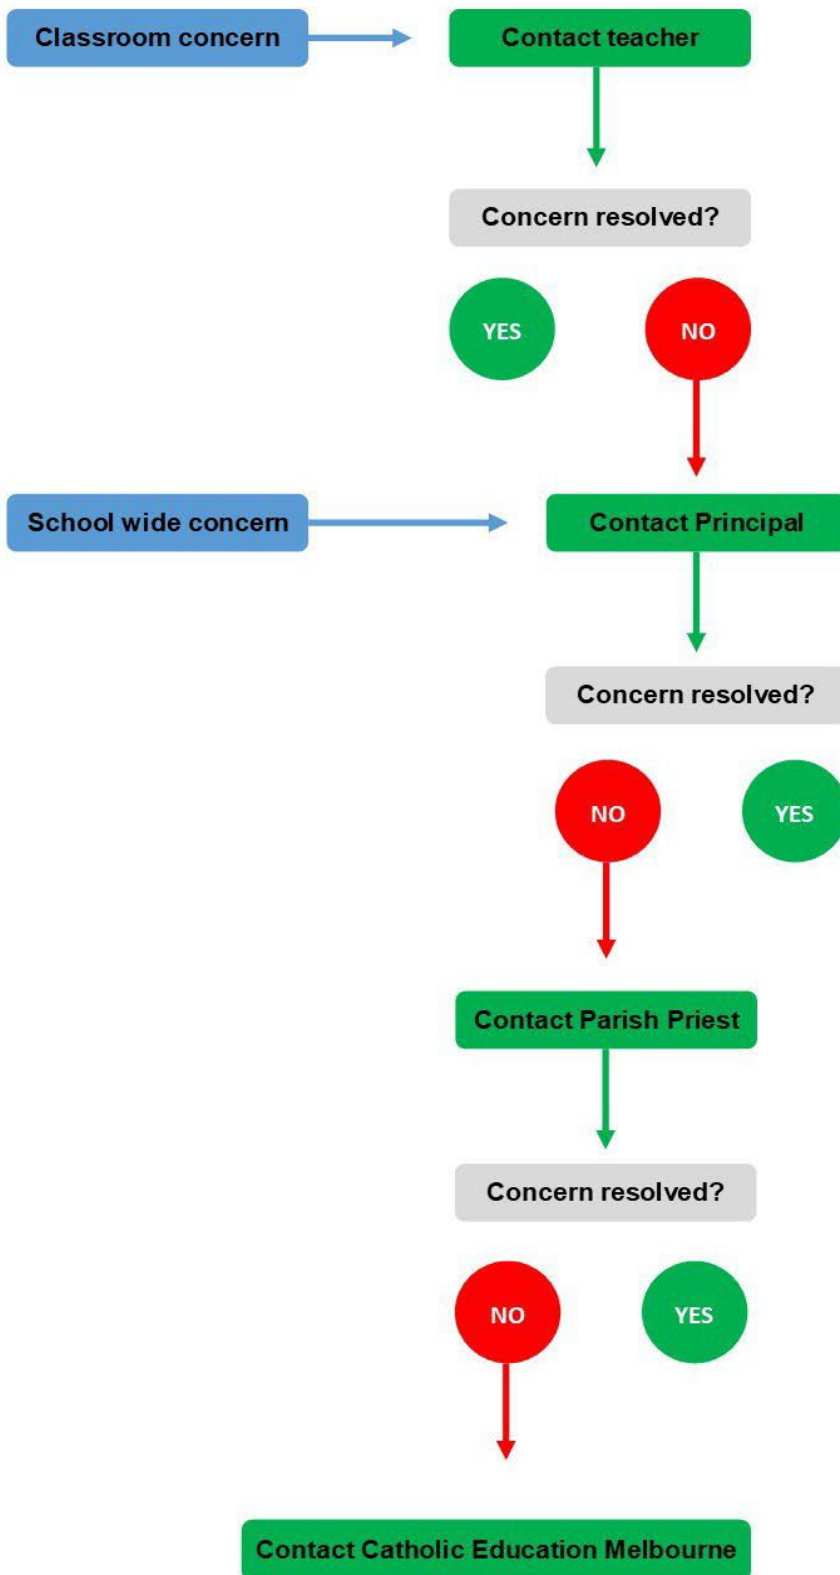 Classroom concern
Contact teacher
Concern resolved?
YES
NO
School wide concern
Contact Principal
Concern resolved?
NO
YES
Contact Parish Priest
Concern resolved?
NO
YES
Contact Catholic Education Melbourne